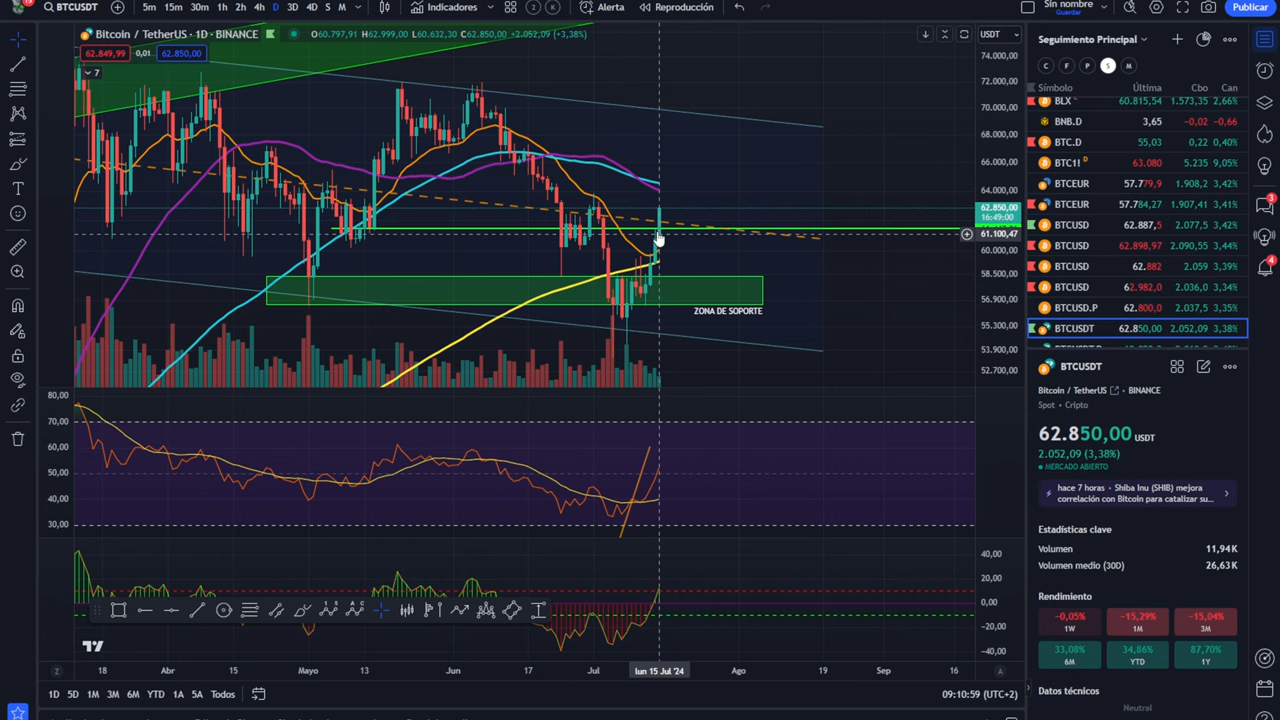 13
BTCUSDT
5m 15m 30m 1h 2h 4h D 3D 4D S M
Indicadores
2 K
Alerta
Reproducción
Sin nombre
Guardar
Publicar
Bitcoin / TetherUS · 1D · BINANCE
O60.797,91 H62.999,00 L60.632,30 C62.850,00 +2.052,09 (+3,38%)
62.849,99 0,01 62.850,00
7
USDT
74.000,00
72.000,00
70.000,00
68.000,00
66.000,00
64.000,00
62.850,00
16:49:00
61.100,47
60.000,00
58.500,00
56.900,00
55.300,00
53.900,00
52.700,00
ZONA DE SOPORTE
80,00
70,00
60,00
50,00
40,00
30,00
40,00
20,00
0,00
−20,00
−40,00
18 Abr 15 Mayo 13 Jun 17 Jul lun 15 Jul '24 Ago 19 Sep 16
Z
A
1D 5D 1M 3M 6M YTD 1A 5A Todos
09:10:59 (UTC+2)
Seguimiento Principal
C F P S M
Símbolo Última Cbo Can
BLX 60.815,54 1.573,35 2,66%
BNB.D 3,65 −0,02 −0,66
BTC.D 55,03 0,22 0,40%
BTC1! D 63.080 5.235 9,05%
BTCEUR 57.779,9 1.908,2 3,42%
BTCEUR 57.784,27 1.907,41 3,41%
BTCUSD 62.887,5 2.077,5 3,42%
BTCUSD 62.898,97 2.090,55 3,44%
BTCUSD 62.882 2.059 3,39%
BTCUSD 62.982,0 2.036,0 3,34%
BTCUSD.P 62.800,0 2.037,5 3,35%
BTCUSDT 62.850,00 2.052,09 3,38%
BTCUSDT
Bitcoin / TetherUS · BINANCE
Spot · Cripto
62.850,00 USDT
2.052,09 (3,38%)
MERCADO ABIERTO
hace 7 horas · Shiba Inu (SHIB) mejora
correlación con Bitcoin para catalizar su...
Estadísticas clave
Volumen 11,94K
Volumen medio (30D) 26,63K
Rendimiento
−0,05% −15,29% −15,04%
1W 1M 3M
33,08% 34,86% 87,70%
6M YTD 1Y
Datos técnicos
Neutral
2
4